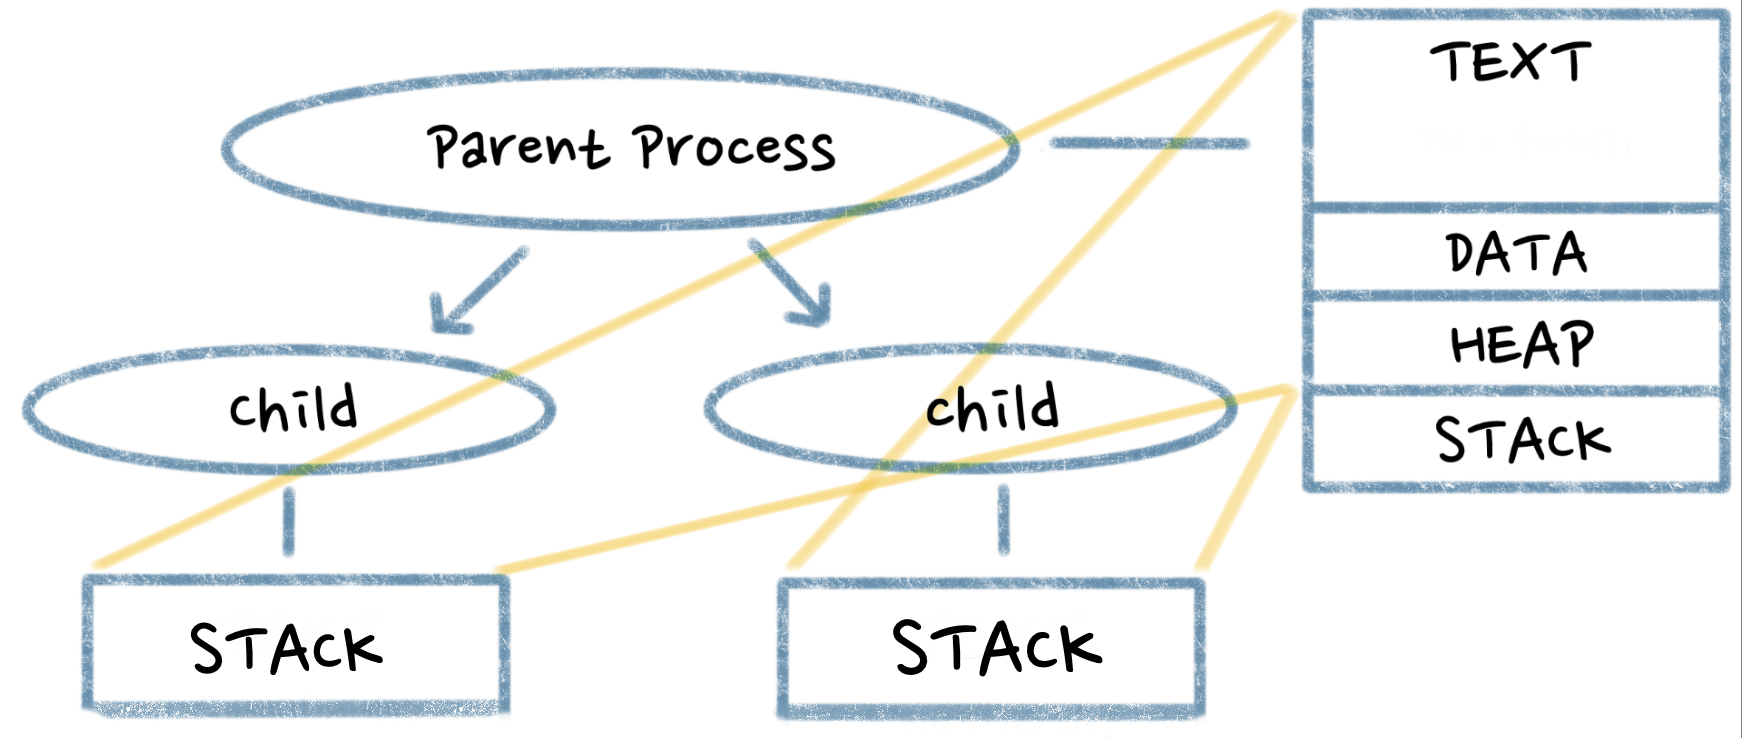 TEXT
Parent Process
DATA
HEAP
child
child
STACK
STACK
STACK